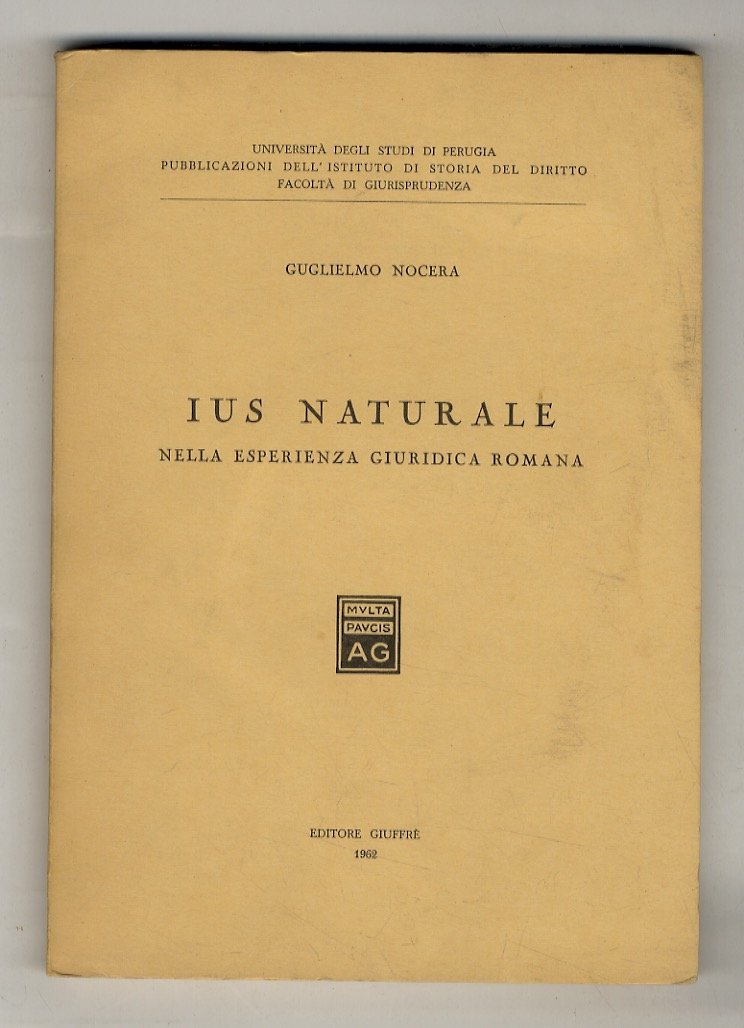 UNIVERSITÀ DEGLI STUDI DI PERUGIA
PUBBLICAZIONI DELL'ISTITUTO DI STORIA DEL DIRITTO
FACOLTÀ DI GIURISPRUDENZA
GUGLIELMO NOCERA
IUS NATURALE
NELLA ESPERIENZA GIURIDICA ROMANA
MVLTA
PAVCIS
AG
EDITORE GIUFFRÈ
1962